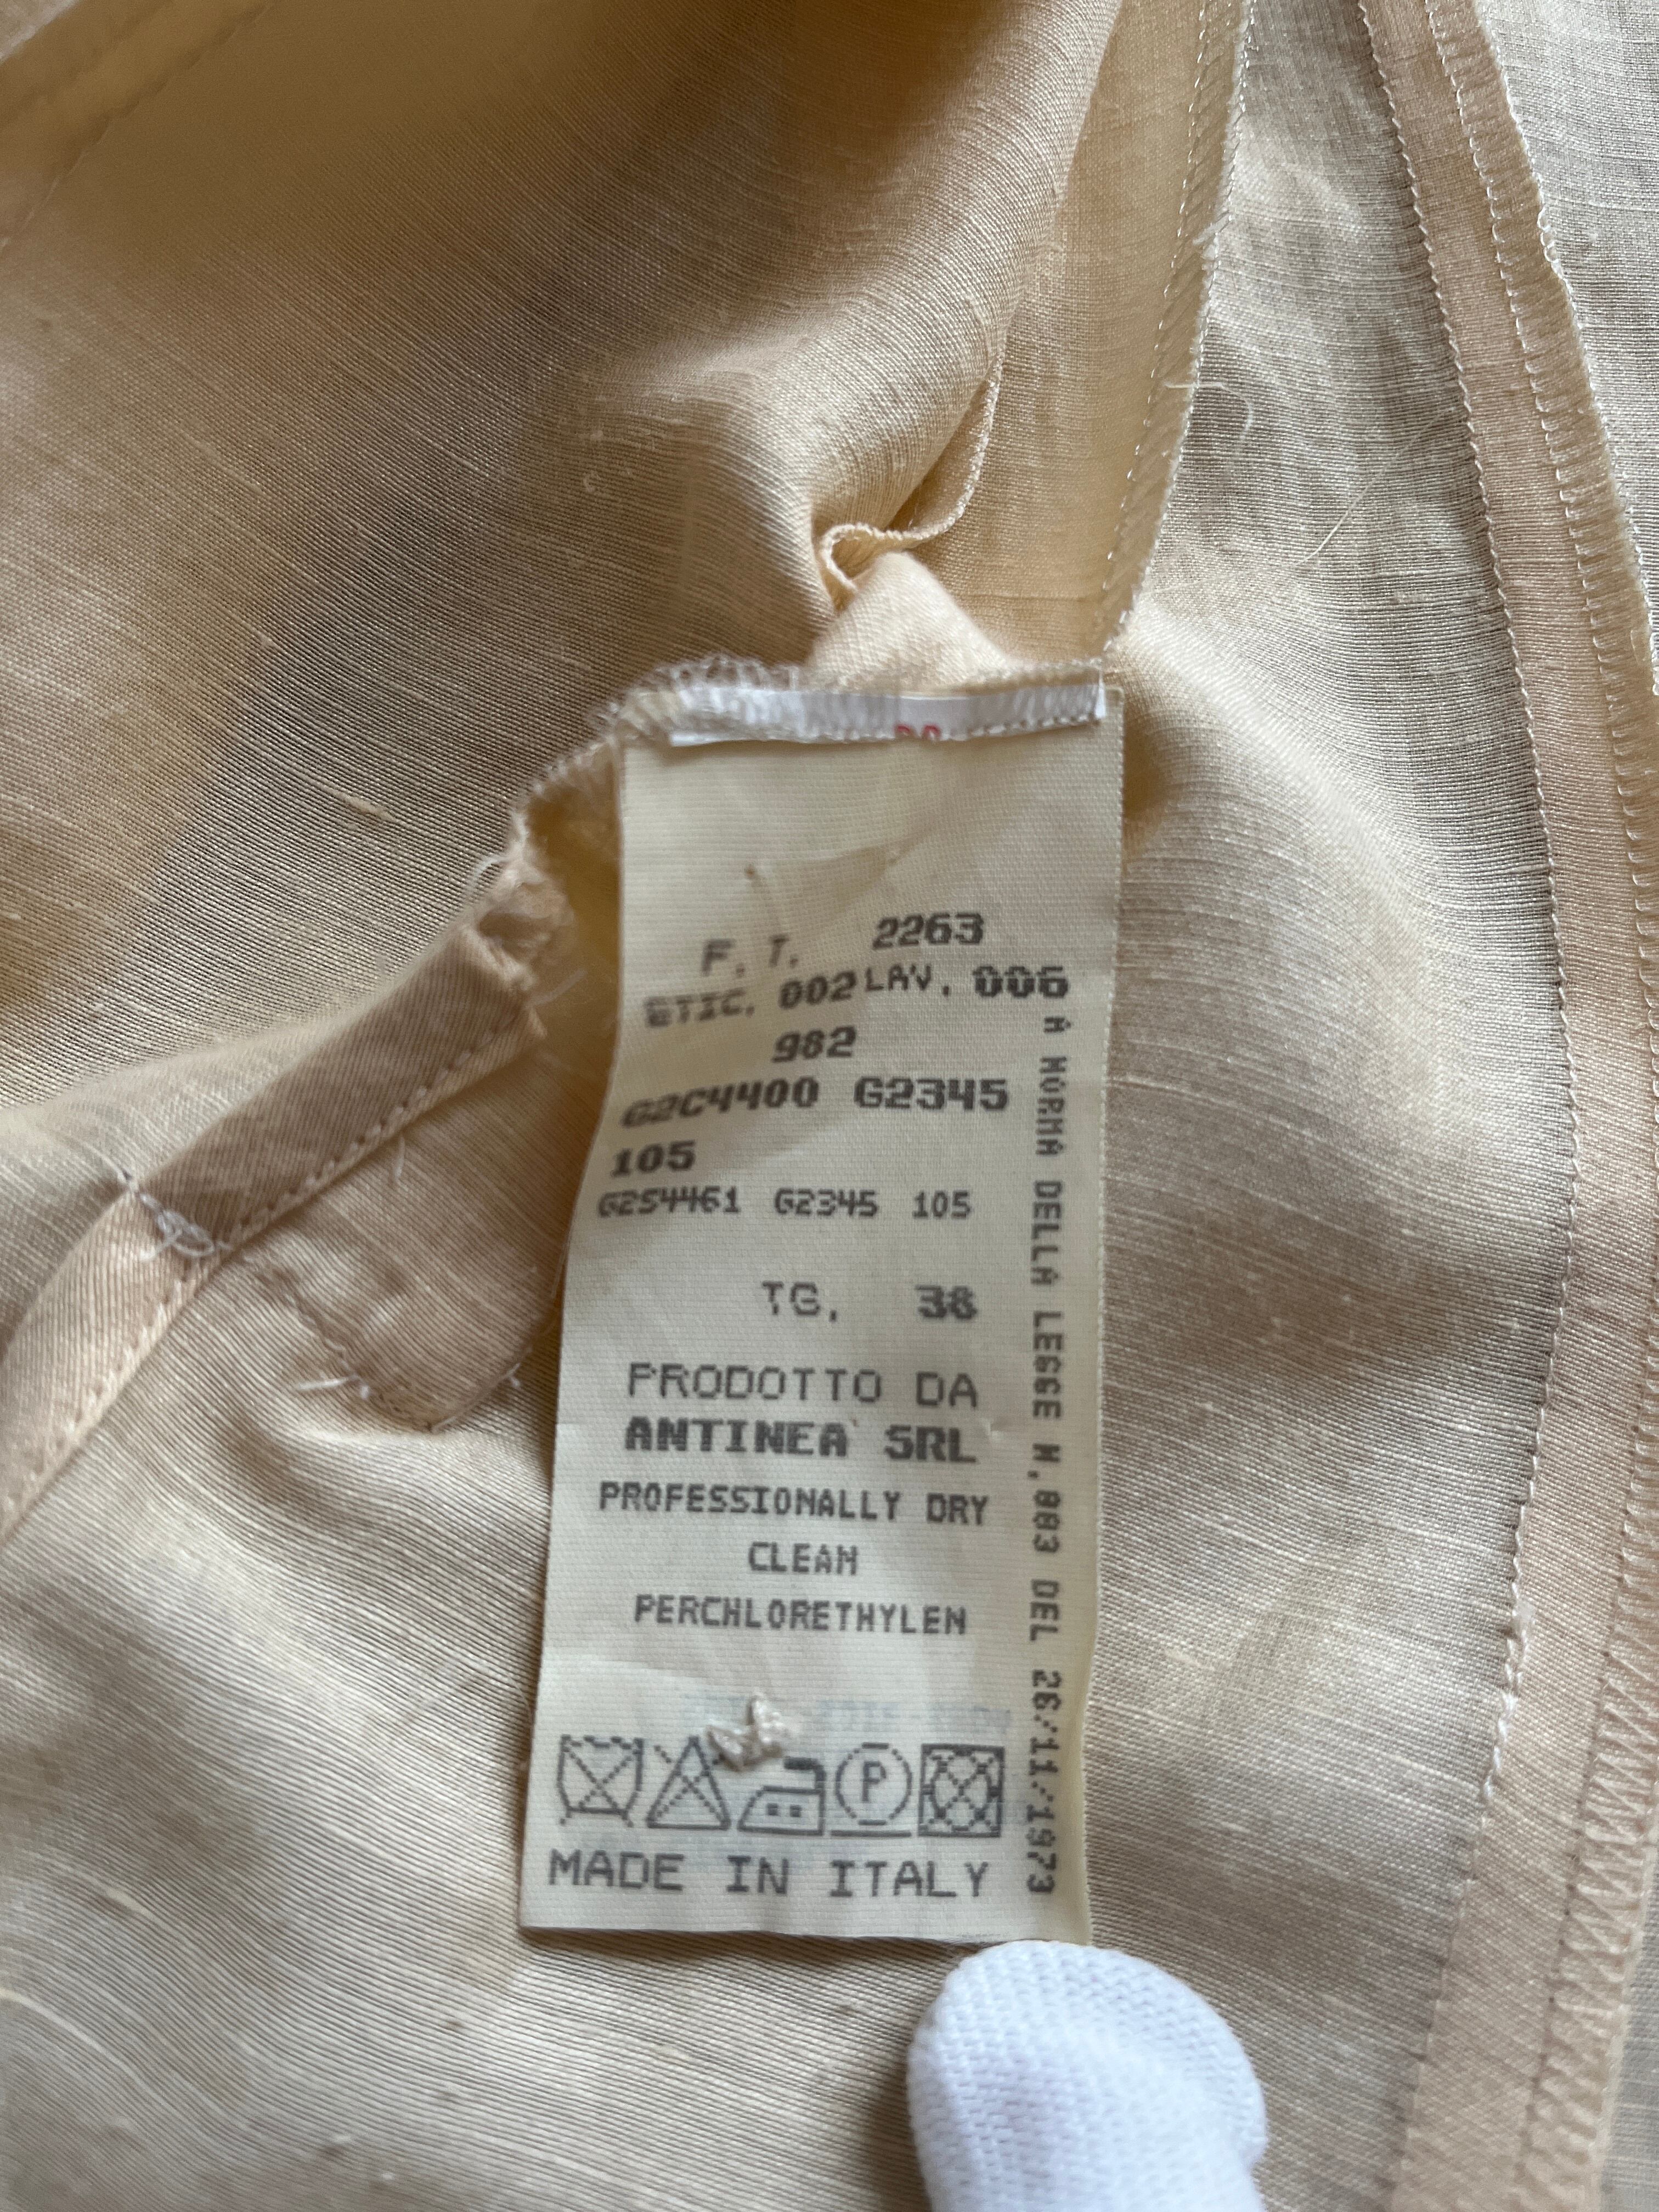 F.T. 2263
ETIC. 002 LAV. 006
982
G2C4400 G2345
105
G2S4461 G2345 105
TG. 38
PRODOTTO DA
ANTINEA SRL
PROFESSIONALLY DRY
CLEAN
PERCHLORETHYLEN
P
MADE IN ITALY
A NORMA DELLA LEGGE N.883 DEL 26/11/1973